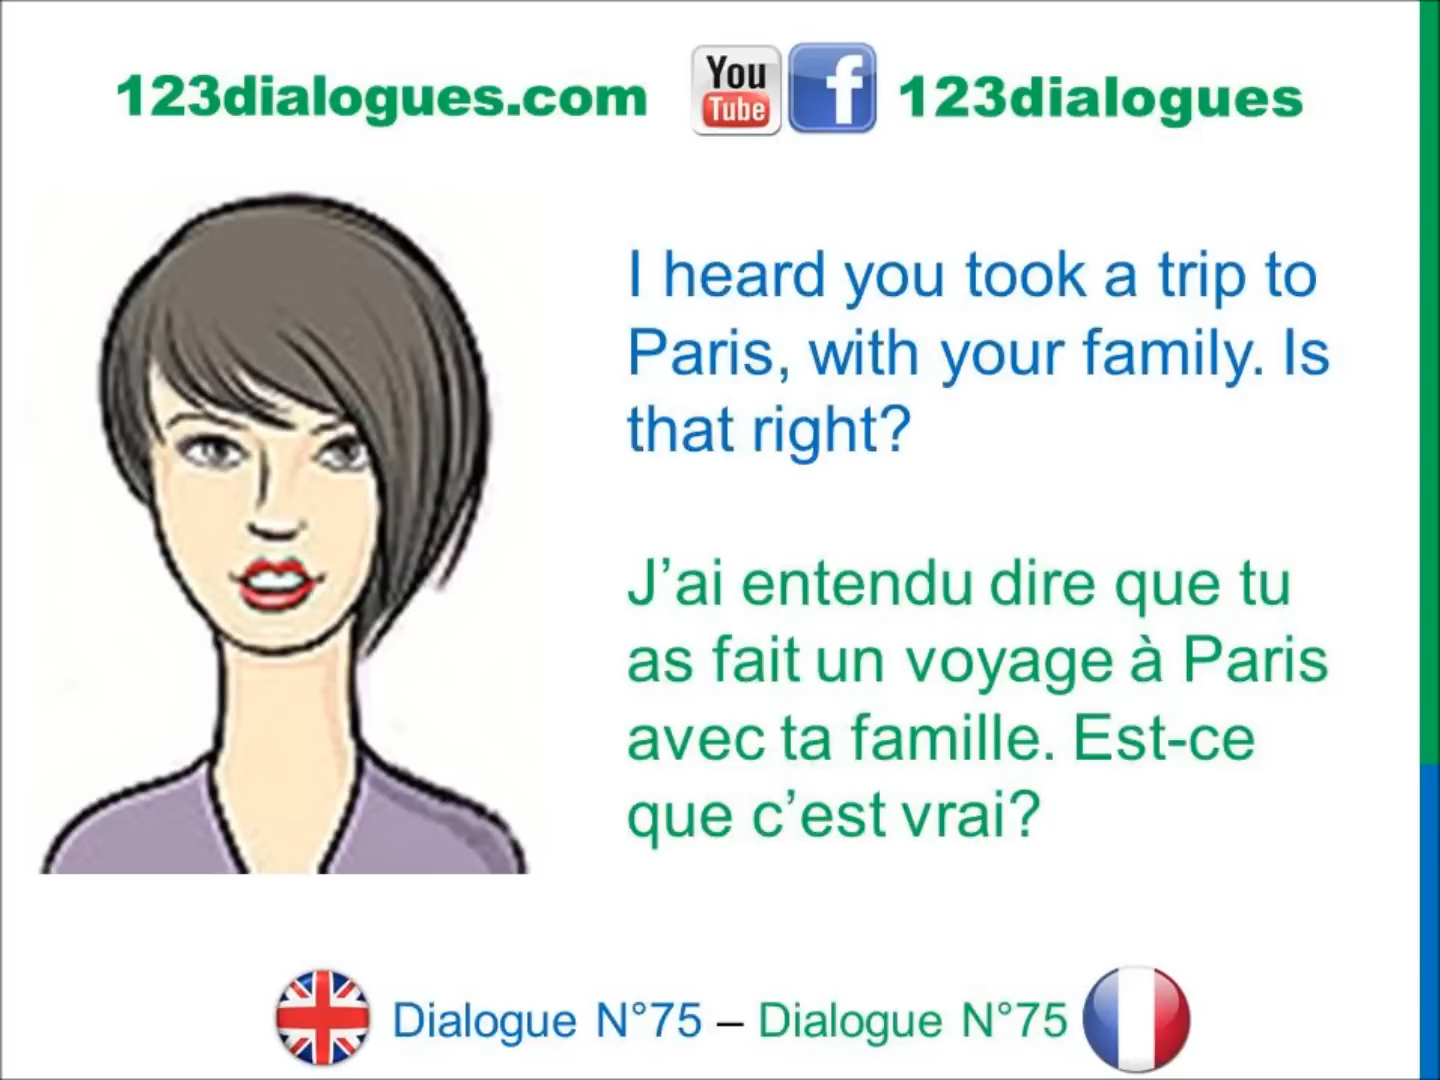 123dialogues.com You Tube f 123dialogues
I heard you took a trip to
Paris, with your family. Is
that right?
J’ai entendu dire que tu
as fait un voyage à Paris
avec ta famille. Est-ce
que c’est vrai?
Dialogue N°75 – Dialogue N°75